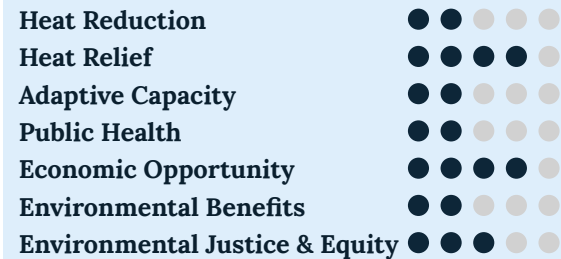 Heat Reduction
Heat Relief
Adaptive Capacity
Public Health
Economic Opportunity
Environmental Benefits
Environmental Justice & Equity